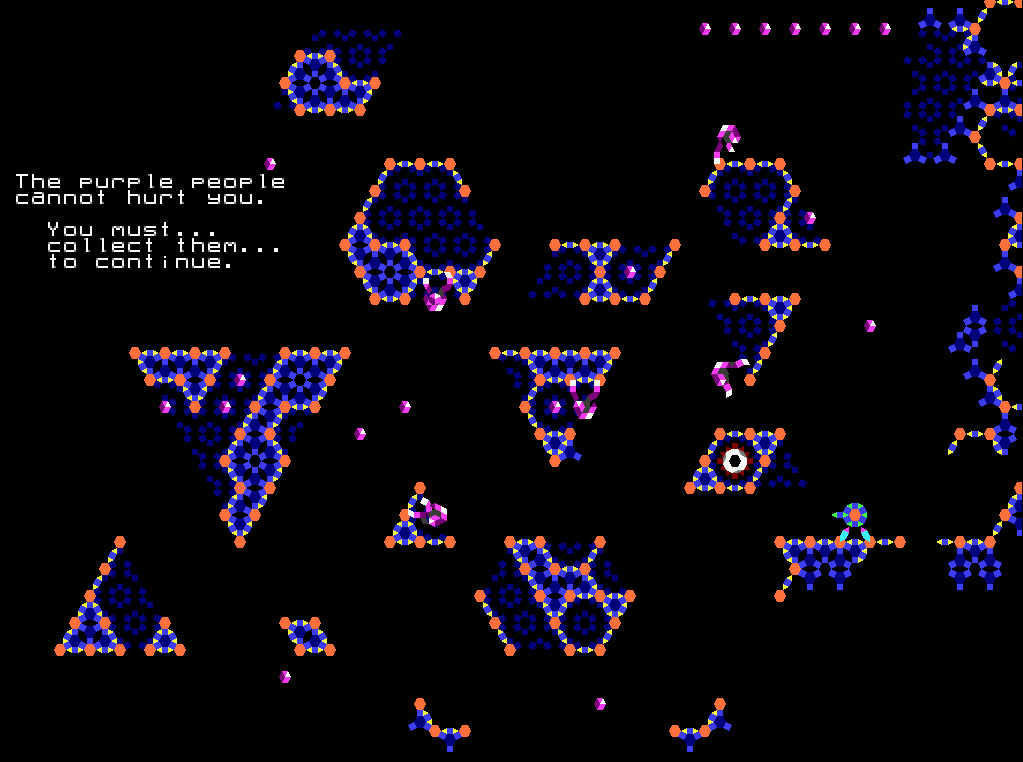 The purple people
cannot hurt you.
You must...
collect them...
to continue.